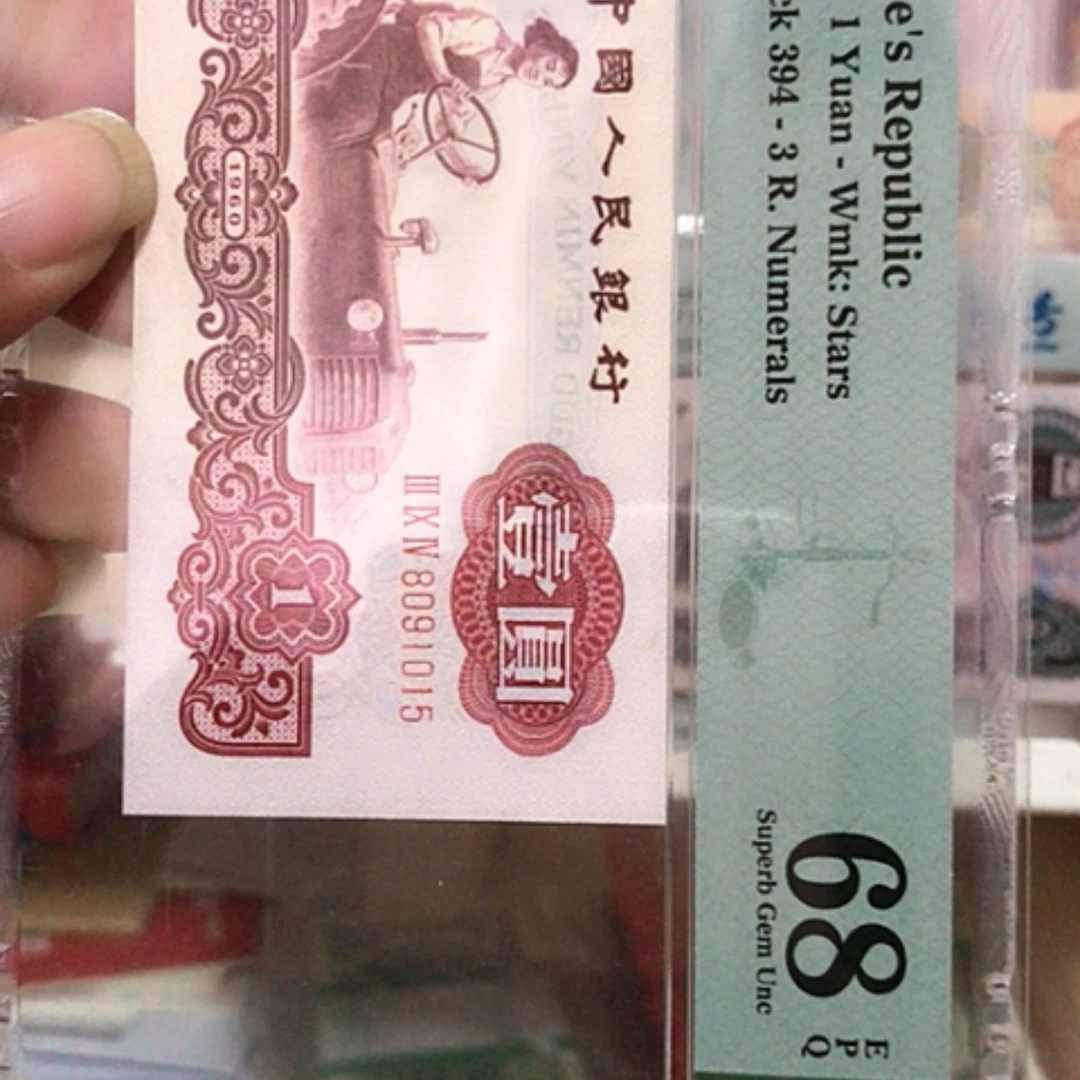 中國人民銀行
1960
壹圓
III IX IV 8091015
1
e's Republic
1 Yuan - Wmk: Stars
ck 394 - 3 R. Numerals
68
EPQ
Superb Gem Unc